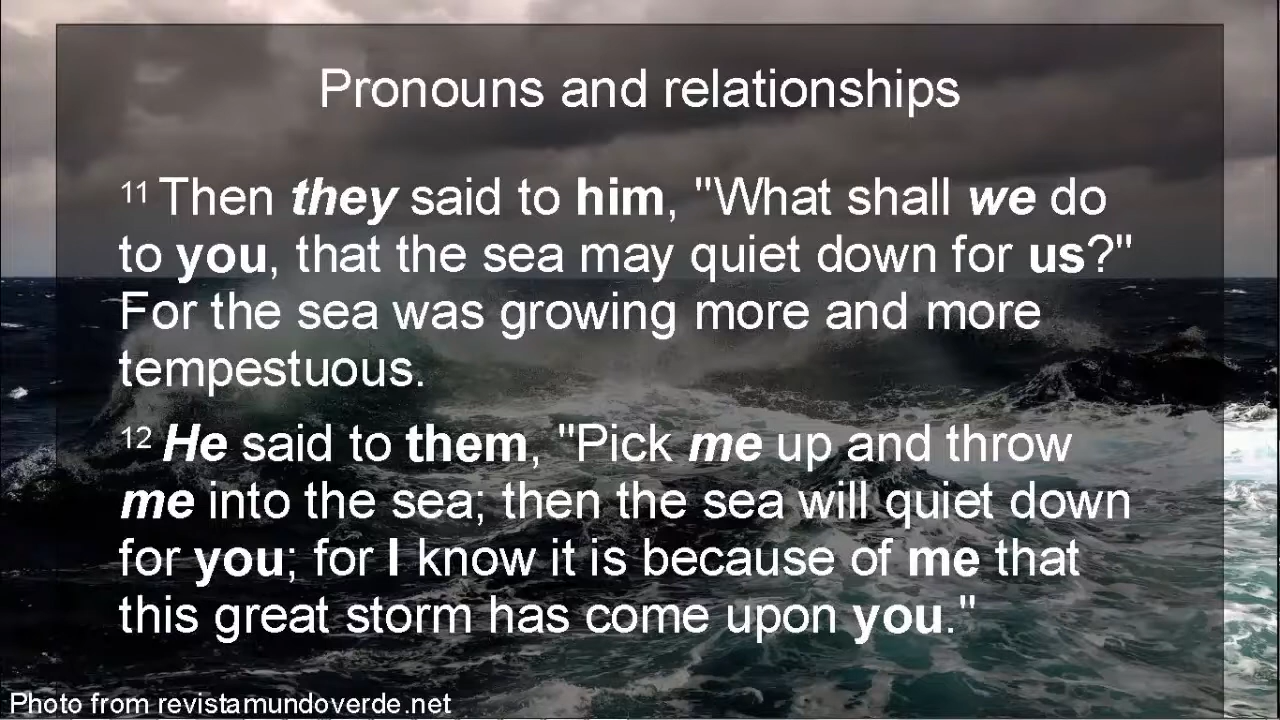 Pronouns and relationships
11 Then they said to him, "What shall we do
to you, that the sea may quiet down for us?"
For the sea was growing more and more
tempestuous.
12 He said to them, "Pick me up and throw
me into the sea; then the sea will quiet down
for you; for I know it is because of me that
this great storm has come upon you."
Photo from revistamundoverde.net